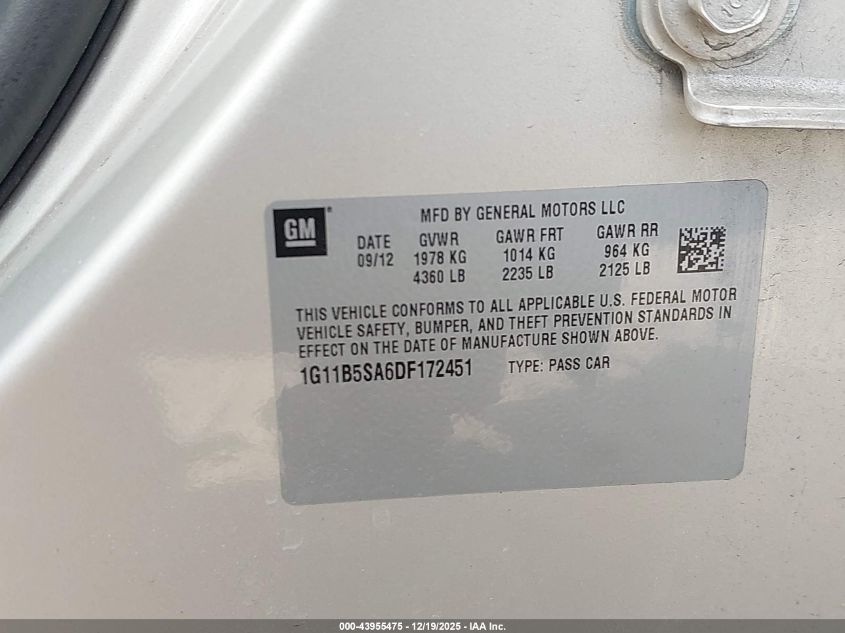 GM®
MFD BY GENERAL MOTORS LLC
DATE GVWR GAWR FRT GAWR RR
09/12 1978 KG 1014 KG 964 KG
4360 LB 2235 LB 2125 LB
THIS VEHICLE CONFORMS TO ALL APPLICABLE U.S. FEDERAL MOTOR
VEHICLE SAFETY, BUMPER, AND THEFT PREVENTION STANDARDS IN
EFFECT ON THE DATE OF MANUFACTURE SHOWN ABOVE.
1G11B5SA6DF172451 TYPE: PASS CAR
000-43955475 - 12/19/2025 - IAA Inc.